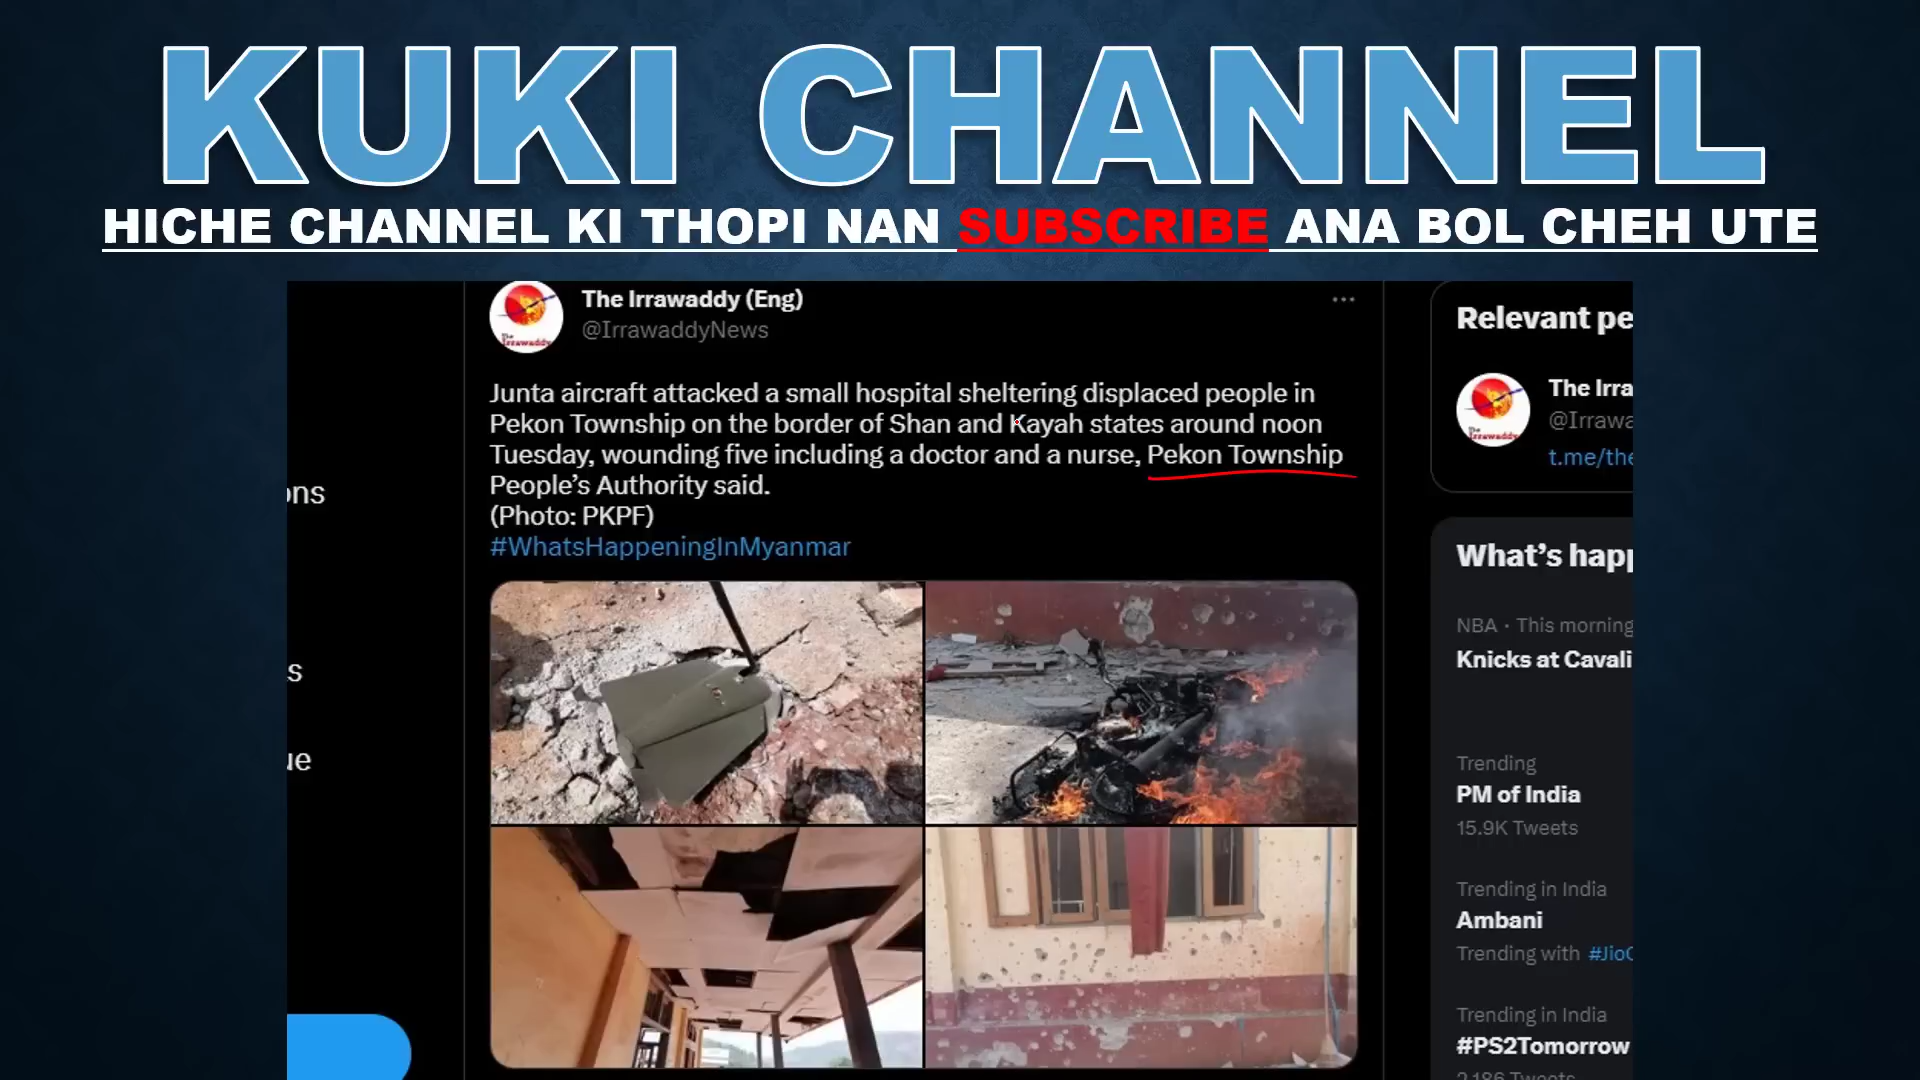 KUKI CHANNEL
HICHE CHANNEL KI THOPI NAN SUBSCRIBE ANA BOL CHEH UTE
The Irrawaddy (Eng)
@IrrawaddyNews
Junta aircraft attacked a small hospital sheltering displaced people in
Pekon Township on the border of Shan and Kayah states around noon
Tuesday, wounding five including a doctor and a nurse, Pekon Township
People’s Authority said.
(Photo: PKPF)
#WhatsHappeningInMyanmar
ons
s
ue
Relevant pe
The Irra
@Irrawa
t.me/the
What’s happ
NBA · This morning
Knicks at Cavali
Trending
PM of India
15.9K Tweets
Trending in India
Ambani
Trending with #JioC
Trending in India
#PS2Tomorrow
2,186 Tweets